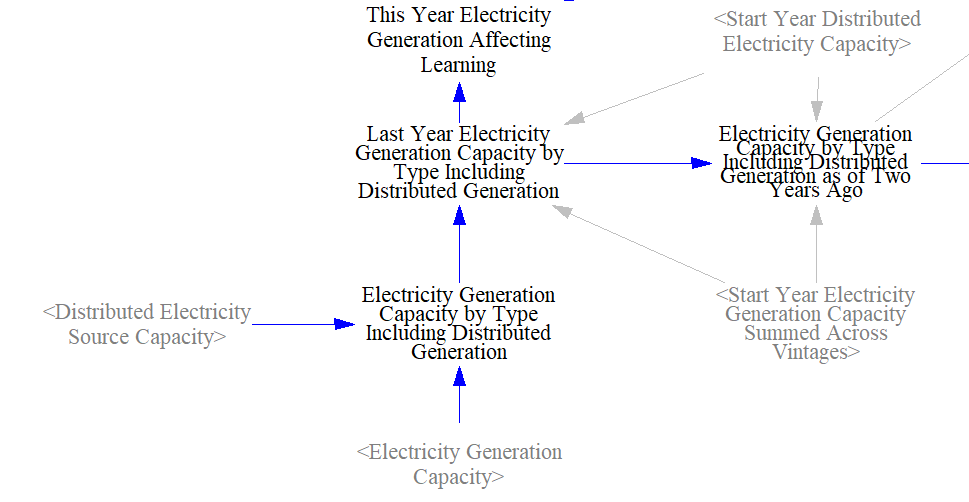 This Year Electricity
Generation Affecting
Learning
<Start Year Distributed
Electricity Capacity>
Last Year Electricity
Generation Capacity by
Type Including
Distributed Generation
Electricity Generation
Capacity by Type
Including Distributed
Generation as of Two
Years Ago
<Distributed Electricity
Source Capacity>
Electricity Generation
Capacity by Type
Including Distributed
Generation
<Start Year Electricity
Generation Capacity
Summed Across
Vintages>
<Electricity Generation
Capacity>